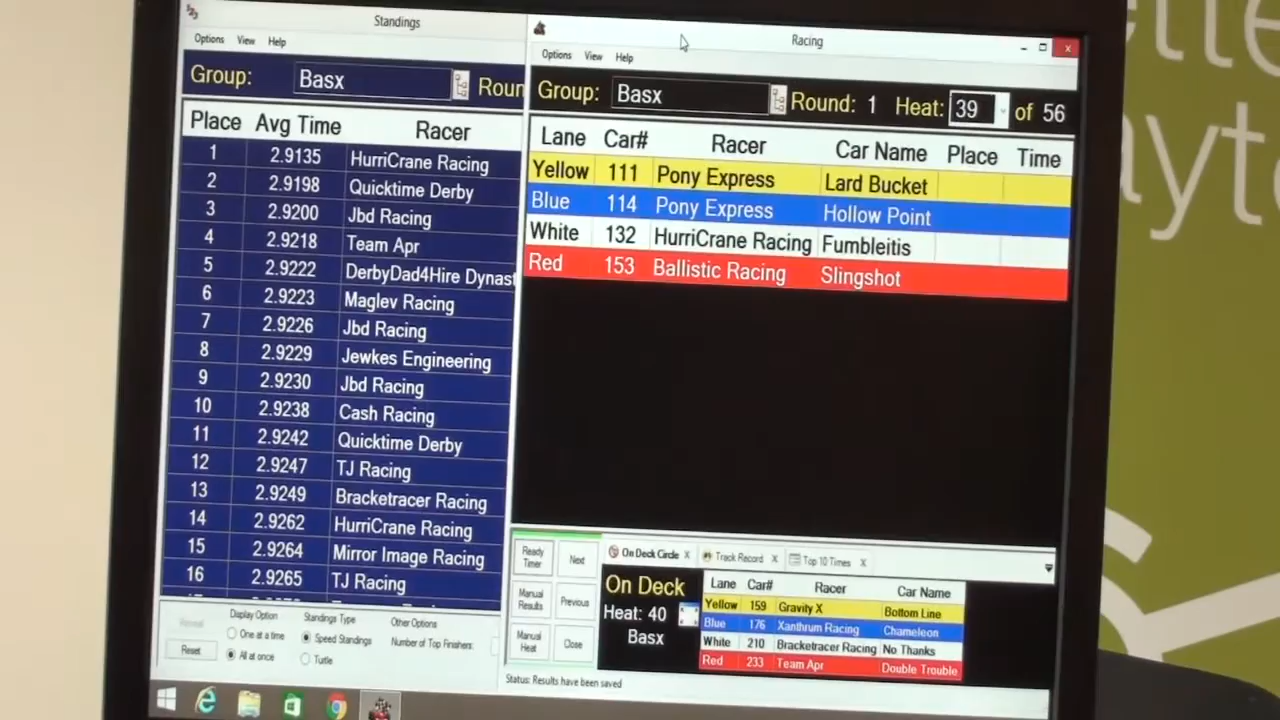 Standings
Options View Help
Group: Basx Roun
Place Avg Time Racer
1 2.9135 HurriCrane Racing
2 2.9198 Quicktime Derby
3 2.9200 Jbd Racing
4 2.9218 Team Apr
5 2.9222 DerbyDad4Hire Dynast
6 2.9223 Maglev Racing
7 2.9226 Jbd Racing
8 2.9229 Jewkes Engineering
9 2.9230 Jbd Racing
10 2.9238 Cash Racing
11 2.9242 Quicktime Derby
12 2.9247 TJ Racing
13 2.9249 Bracketracer Racing
14 2.9262 HurriCrane Racing
15 2.9264 Mirror Image Racing
16 2.9265 TJ Racing
Display Option Standings Type Other Options
One at a time Speed Standings Number of Top Finishers:
Reset All at once Turtle
Racing
Options View Help
Group: Basx Round: 1 Heat: 39 of 56
Lane Car# Racer Car Name Place Time
Yellow 111 Pony Express Lard Bucket
Blue 114 Pony Express Hollow Point
White 132 HurriCrane Racing Fumbleitis
Red 153 Ballistic Racing Slingshot
Ready Timer Next
Manual Results Previous
Manual Heat Close
On Deck Circle x Track Record x Top 10 Times x
On Deck
Heat: 40
Basx
Lane Car# Racer Car Name
Yellow 159 Gravity X Bottom Line
Blue 176 Xanthrum Racing Chameleon
White 210 Bracketracer Racing No Thanks
Red 233 Team Apr Double Trouble
Status: Results have been saved
ette
ayt